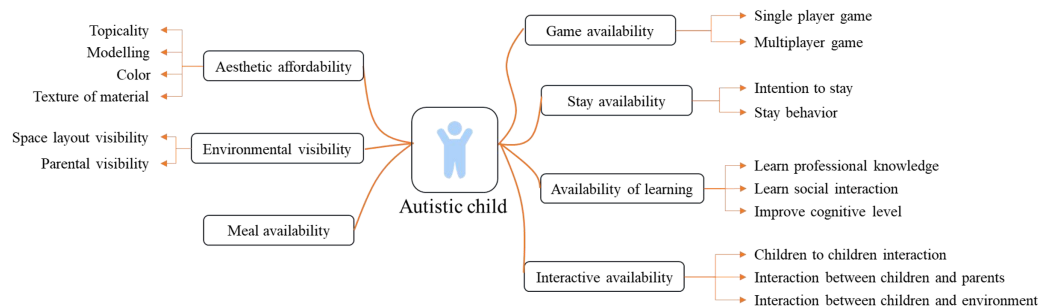 Topicality
Modelling
Color
Texture of material
Aesthetic affordability
Space layout visibility
Parental visibility
Environmental visibility
Meal availability
Autistic child
Game availability
Single player game
Multiplayer game
Stay availability
Intention to stay
Stay behavior
Availability of learning
Learn professional knowledge
Learn social interaction
Improve cognitive level
Interactive availability
Children to children interaction
Interaction between children and parents
Interaction between children and environment